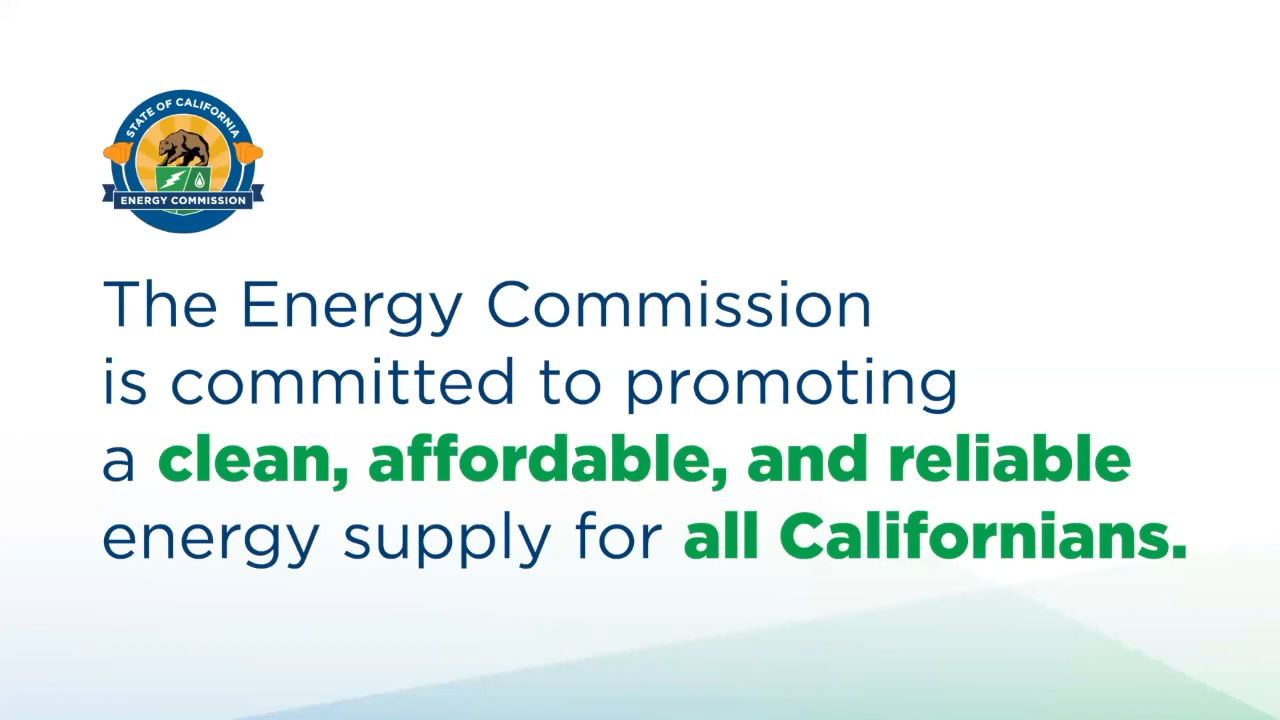 STATE OF CALIFORNIA
ENERGY COMMISSION
The Energy Commission
is committed to promoting
a clean, affordable, and reliable
energy supply for all Californians.